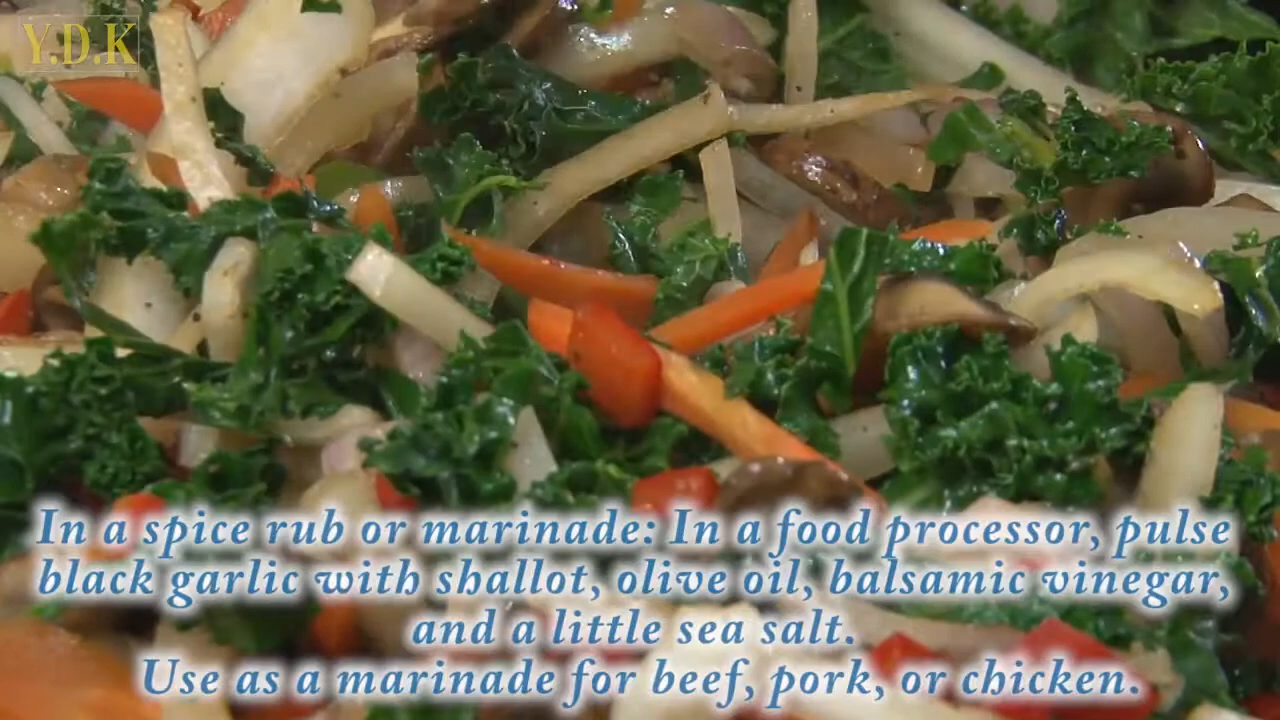 Y.D.K
In a spice rub or marinade: In a food processor, pulse
black garlic with shallot, olive oil, balsamic vinegar,
and a little sea salt.
Use as a marinade for beef, pork, or chicken.